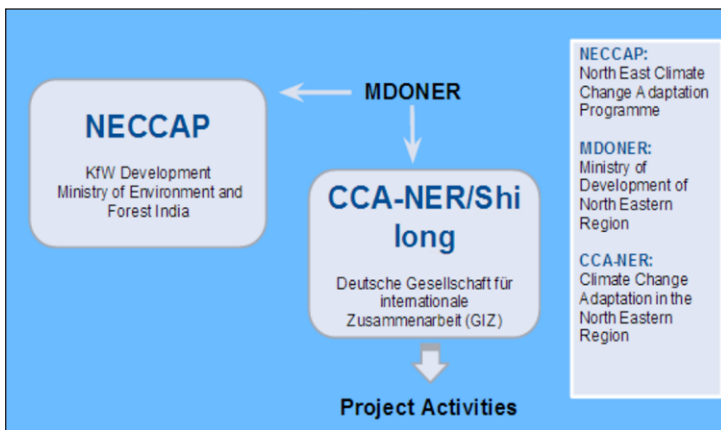 MDONER
NECCAP
KfW Development
Ministry of Environment and
Forest India
CCA-NER/Shi
long
Deutsche Gesellschaft für
internationale
Zusammenarbeit (GIZ)
Project Activities
NECCAP:
North East Climate
Change Adaptation
Programme
MDONER:
Ministry of
Development of
North Eastern
Region
CCA-NER:
Climate Change
Adaptation in the
North Eastern
Region